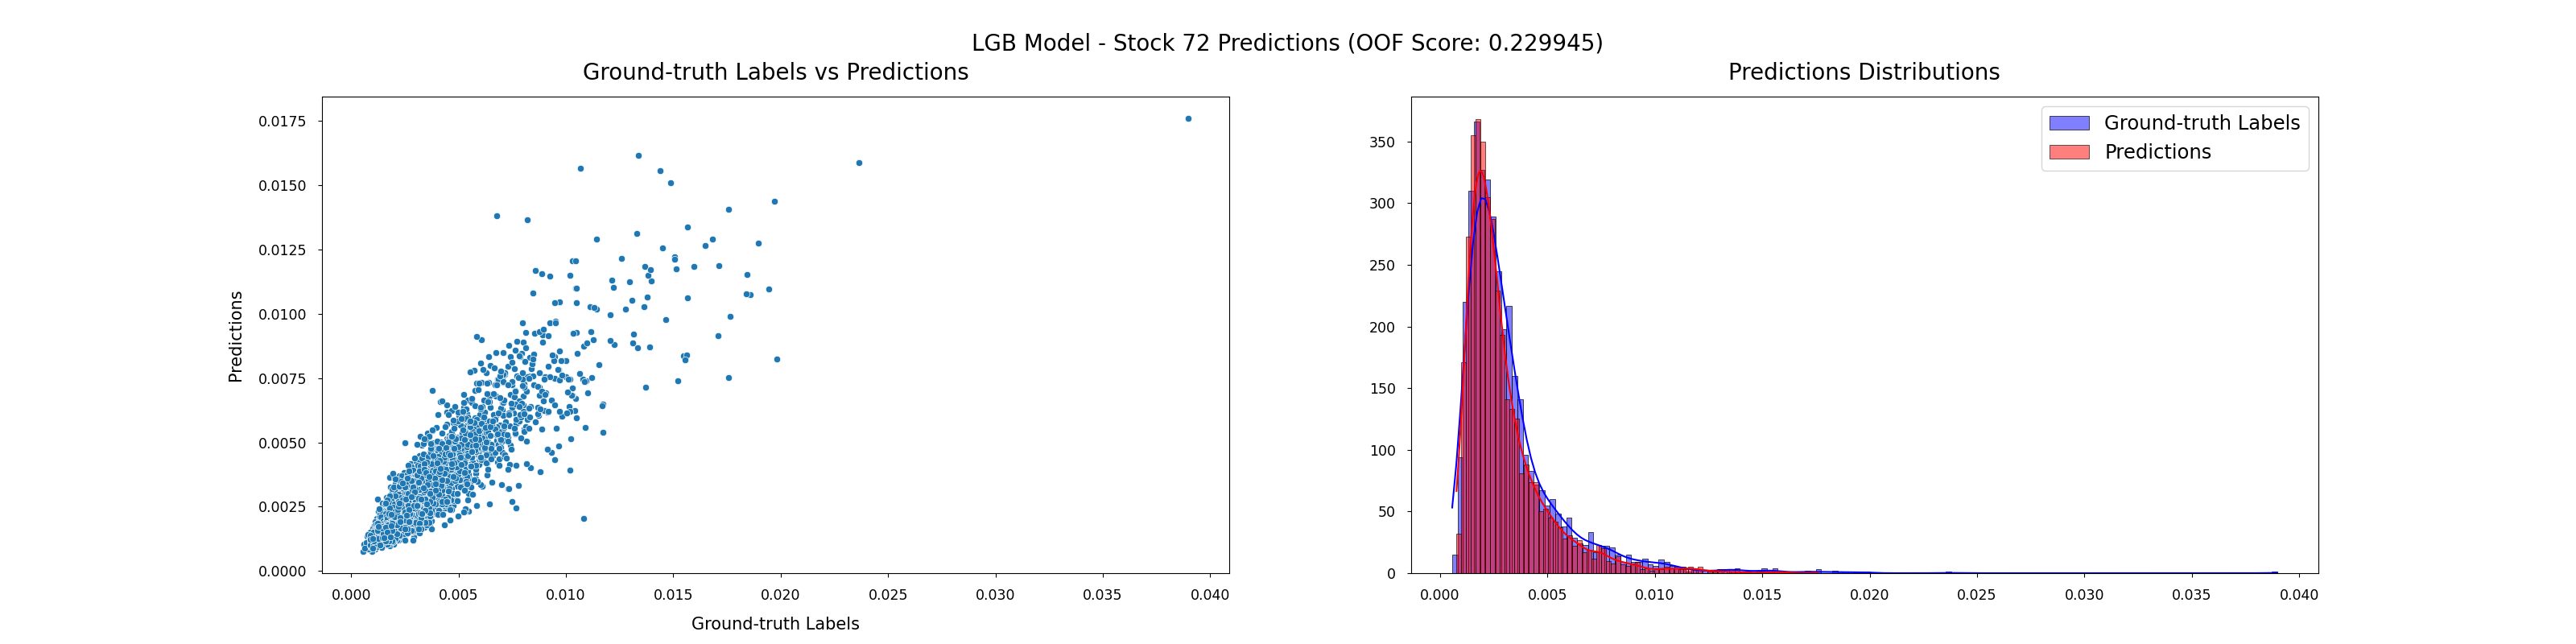 LGB Model - Stock 72 Predictions (OOF Score: 0.229945)
Ground-truth Labels vs Predictions
0.0175
0.0150
0.0125
0.0100
0.0075
0.0050
0.0025
0.0000
Predictions
0.000 0.005 0.010 0.015 0.020 0.025 0.030 0.035 0.040
Ground-truth Labels
Predictions Distributions
Ground-truth Labels
Predictions
350
300
250
200
150
100
50
0
0.000 0.005 0.010 0.015 0.020 0.025 0.030 0.035 0.040